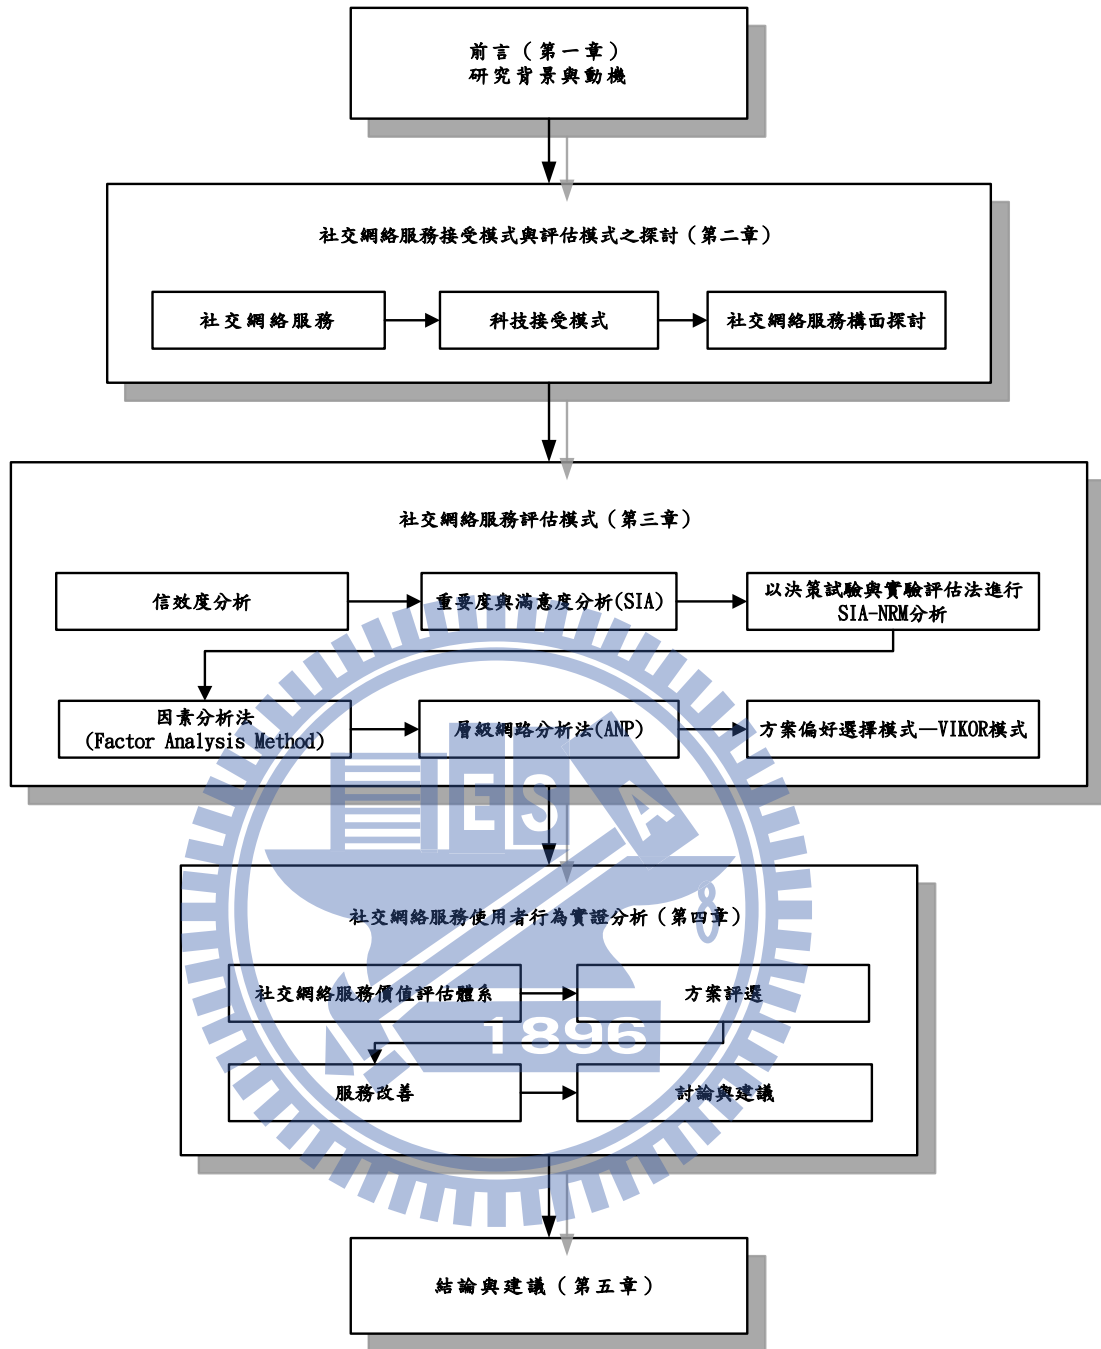 前言（第一章）
研究背景與動機
社交網絡服務接受模式與評估模式之探討（第二章）
社交網絡服務
科技接受模式
社交網絡服務構面探討
社交網絡服務評估模式（第三章）
信效度分析
重要度與滿意度分析(SIA)
以決策試驗與實驗評估法進行
SIA-NRM分析
因素分析法
(Factor Analysis Method)
層級網路分析法(ANP)
方案偏好選擇模式—VIKOR模式
ESA
社交網絡服務使用者行為實證分析（第四章）
社交網絡服務價值評估體系
方案評選
1896
服務改善
討論與建議
結論與建議（第五章）